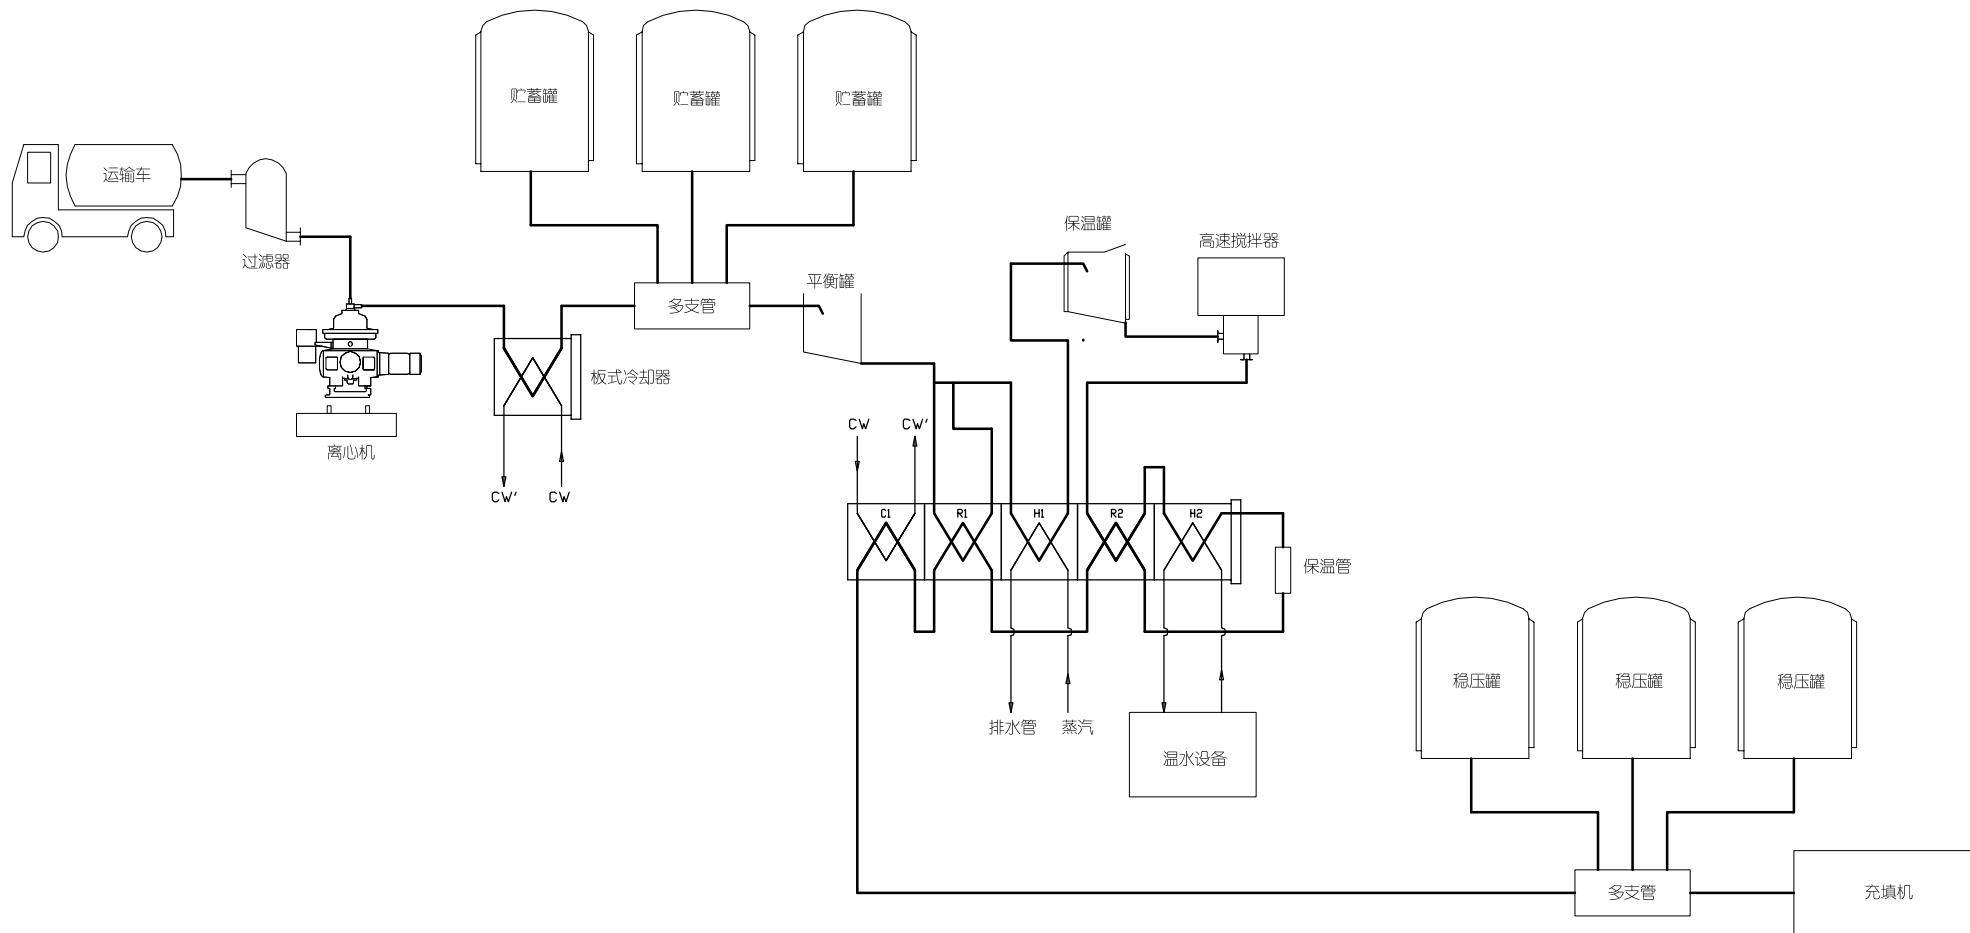 贮蓄罐
贮蓄罐
贮蓄罐
运输车
过滤器
保温罐
高速搅拌器
平衡罐
多支管
板式冷却器
离心机
CW'
CW
CW
CW'
C1
R1
H1
R2
H2
保温管
排水管
蒸汽
温水设备
稳压罐
稳压罐
稳压罐
多支管
充填机